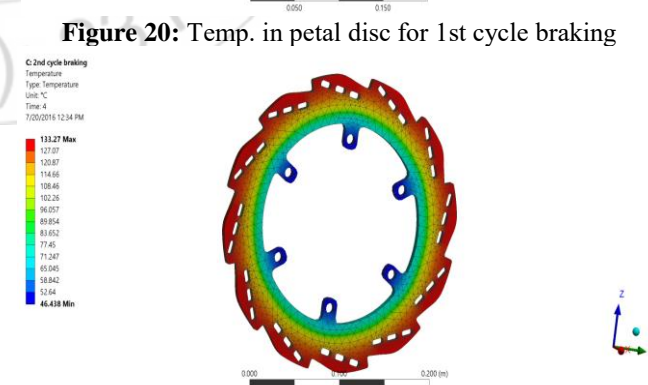 0.050 0.150
Figure 20: Temp. in petal disc for 1st cycle braking
C: 2nd cycle braking
Temperature
Type: Temperature
Unit: °C
Time: 4
7/20/2016 12:34 PM
133.27 Max
127.07
120.87
114.66
108.46
102.26
96.057
89.854
83.652
77.45
71.247
65.045
58.842
52.64
46.438 Min
Z
0.000 0.100 0.200 (m)